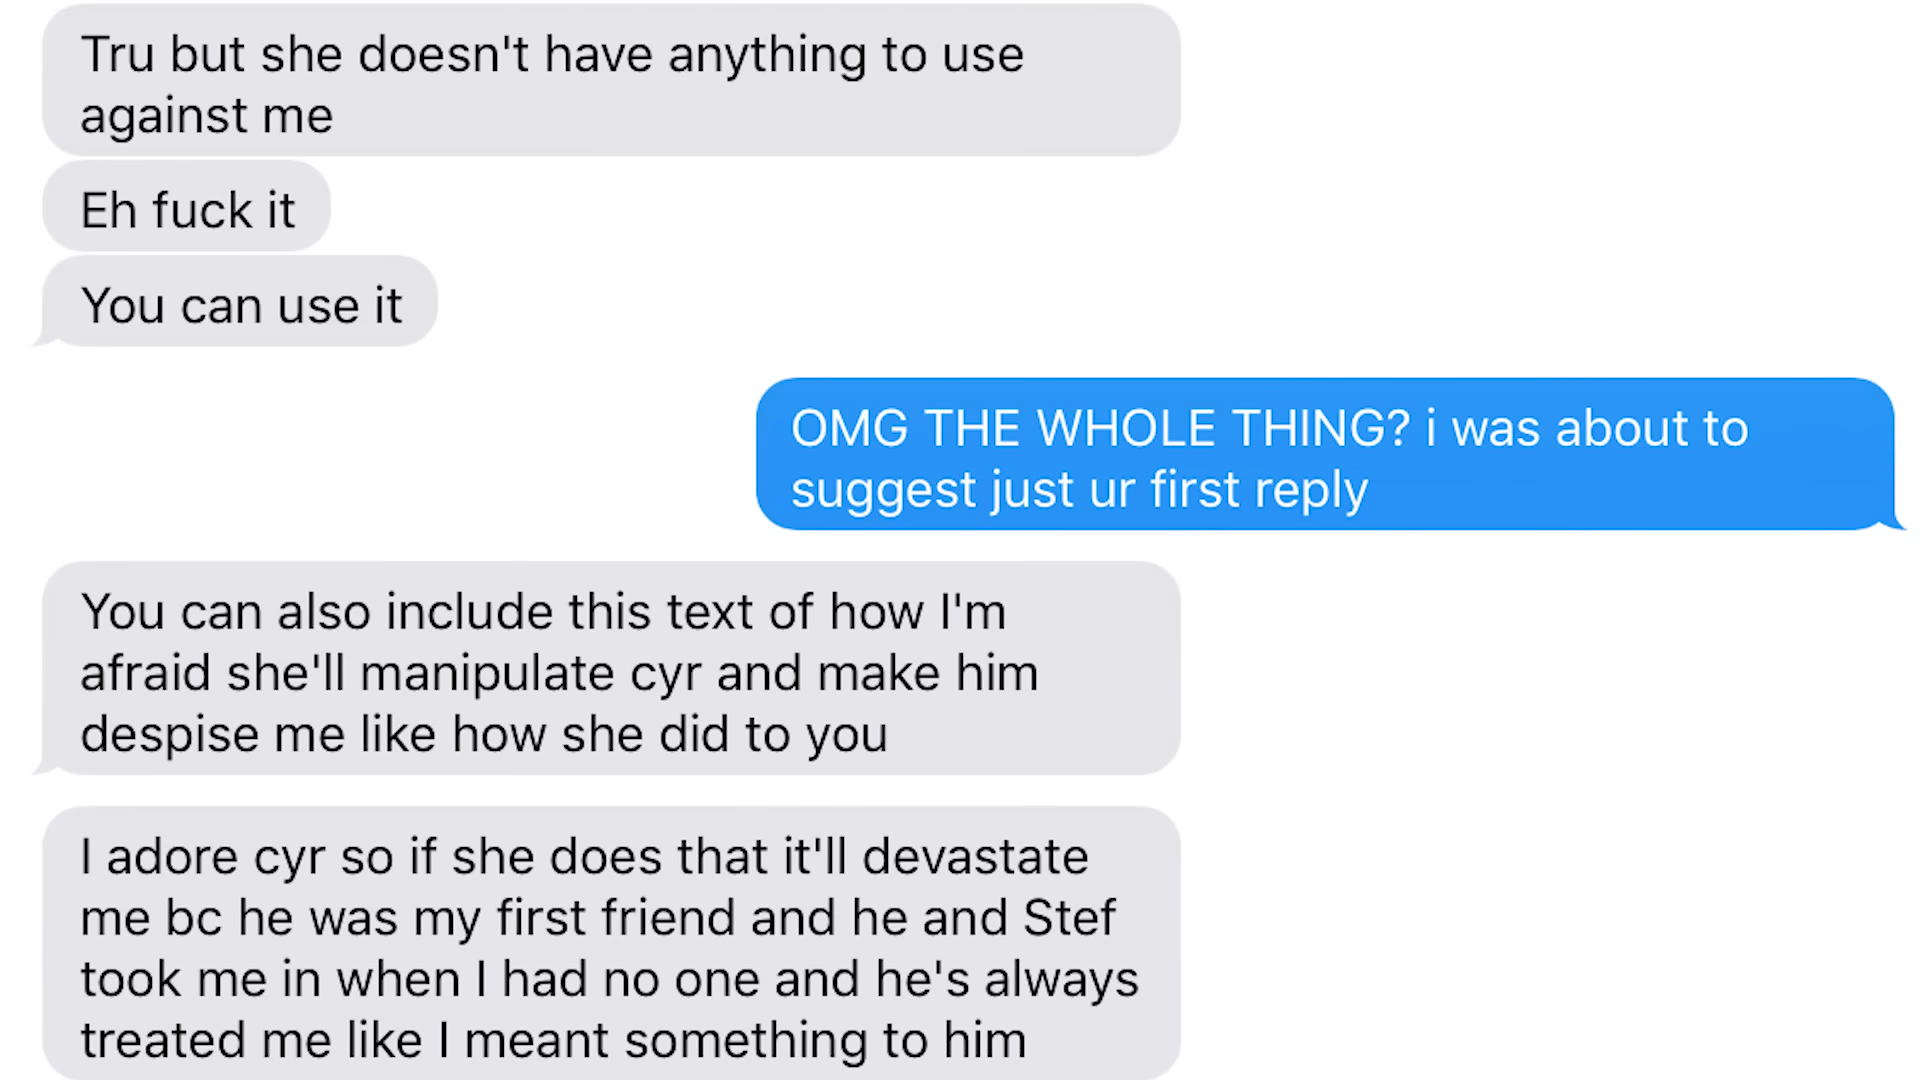 Tru but she doesn't have anything to use
against me
Eh fuck it
You can use it
OMG THE WHOLE THING? i was about to
suggest just ur first reply
You can also include this text of how I'm
afraid she'll manipulate cyr and make him
despise me like how she did to you
I adore cyr so if she does that it'll devastate
me bc he was my first friend and he and Stef
took me in when I had no one and he's always
treated me like I meant something to him